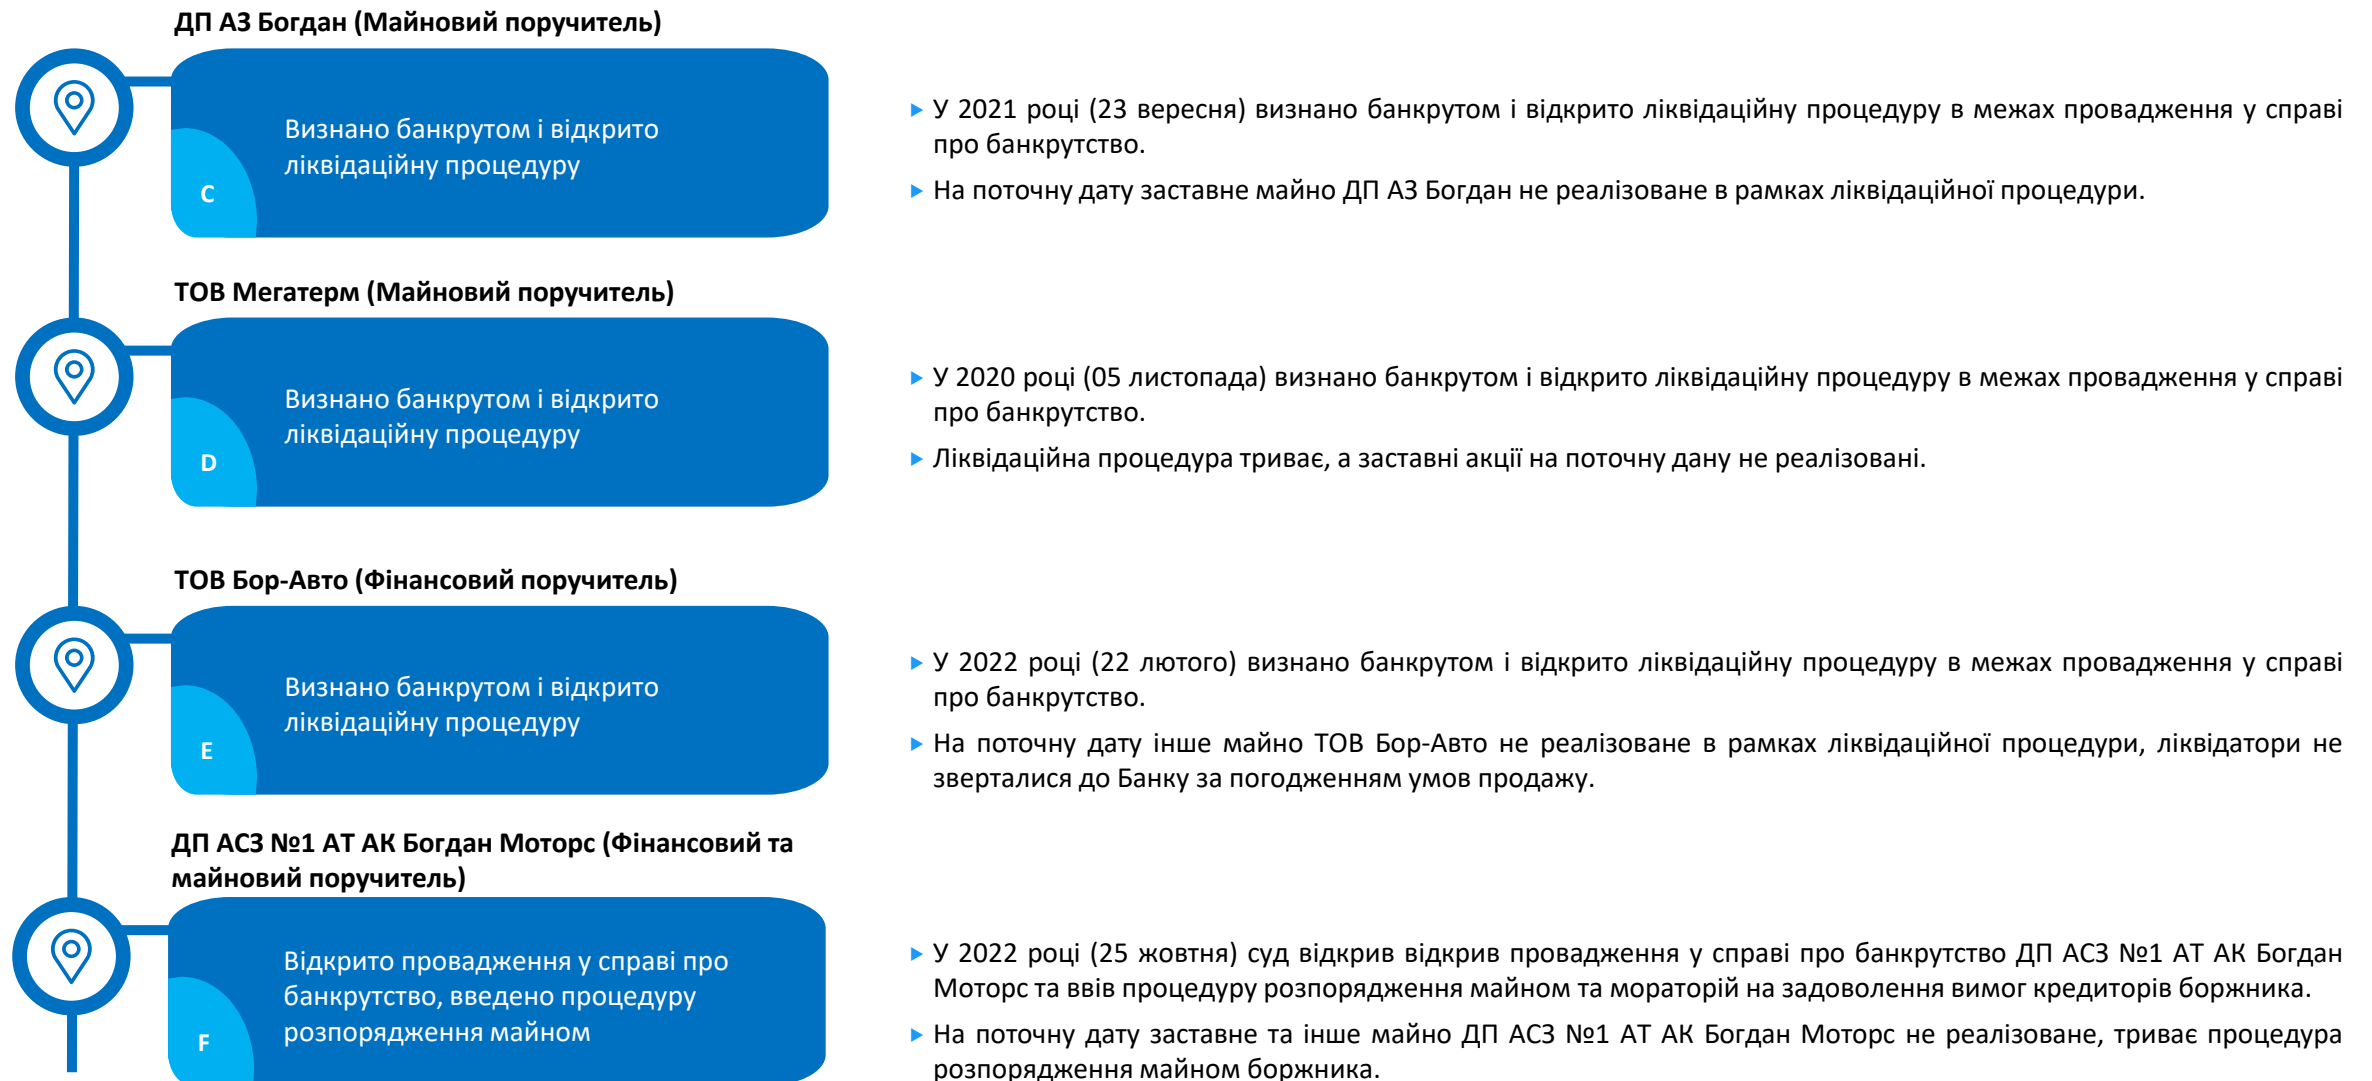 ДП АЗ Богдан (Майновий поручитель)
Визнано банкрутом і відкрито
ліквідаційну процедуру
C
У 2021 році (23 вересня) визнано банкрутом і відкрито ліквідаційну процедуру в межах провадження у справі
про банкрутство.
На поточну дату заставне майно ДП АЗ Богдан не реалізоване в рамках ліквідаційної процедури.
ТОВ Мегатерм (Майновий поручитель)
Визнано банкрутом і відкрито
ліквідаційну процедуру
D
У 2020 році (05 листопада) визнано банкрутом і відкрито ліквідаційну процедуру в межах провадження у справі
про банкрутство.
Ліквідаційна процедура триває, а заставні акції на поточну дану не реалізовані.
ТОВ Бор-Авто (Фінансовий поручитель)
Визнано банкрутом і відкрито
ліквідаційну процедуру
E
У 2022 році (22 лютого) визнано банкрутом і відкрито ліквідаційну процедуру в межах провадження у справі
про банкрутство.
На поточну дату інше майно ТОВ Бор-Авто не реалізоване в рамках ліквідаційної процедури, ліквідатори не
зверталися до Банку за погодженням умов продажу.
ДП АСЗ №1 АТ АК Богдан Моторс (Фінансовий та
майновий поручитель)
Відкрито провадження у справі про
банкрутство, введено процедуру
розпорядження майном
F
У 2022 році (25 жовтня) суд відкрив відкрив провадження у справі про банкрутство ДП АСЗ №1 АТ АК Богдан
Моторс та ввів процедуру розпорядження майном та мораторій на задоволення вимог кредиторів боржника.
На поточну дату заставне та інше майно ДП АСЗ №1 АТ АК Богдан Моторс не реалізоване, триває процедура
розпорядження майном боржника.